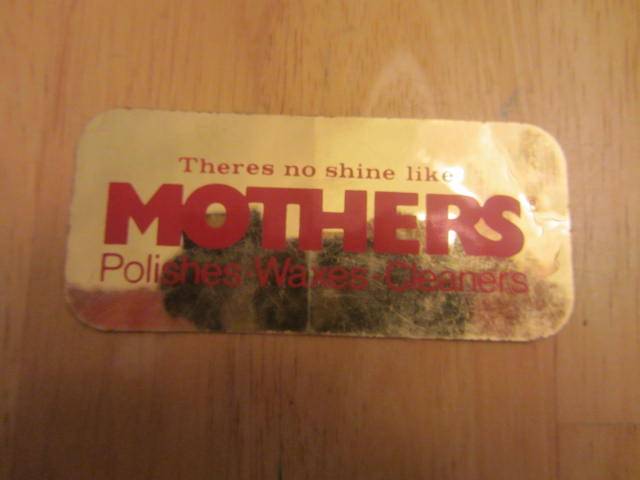 Theres no shine like
MOTHERS
Polishes-Waxes-Cleaners